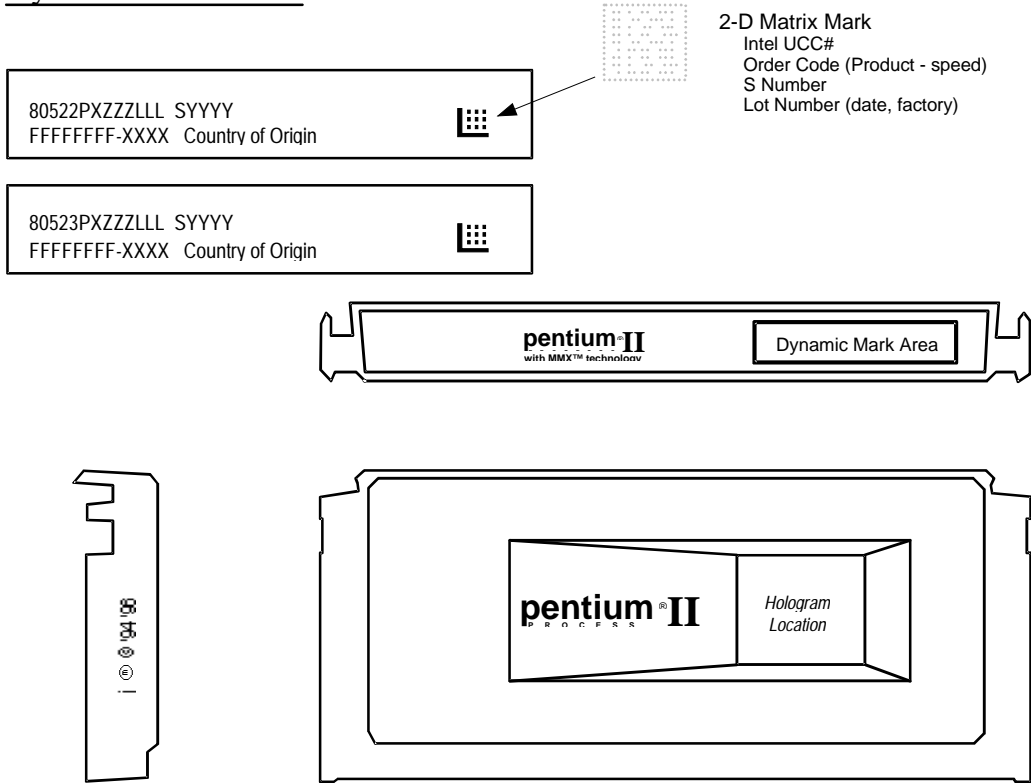 2-D Matrix Mark
Intel UCC#
Order Code (Product - speed)
S Number
Lot Number (date, factory)
80522PXZZZLLL SYYYY
FFFFFFFF-XXXX Country of Origin
80523PXZZZLLL SYYYY
FFFFFFFF-XXXX Country of Origin
pentium® II
with MMX™ technology
Dynamic Mark Area
i ⓜ © '94 '96
pentium® II
PROCESS
Hologram
Location